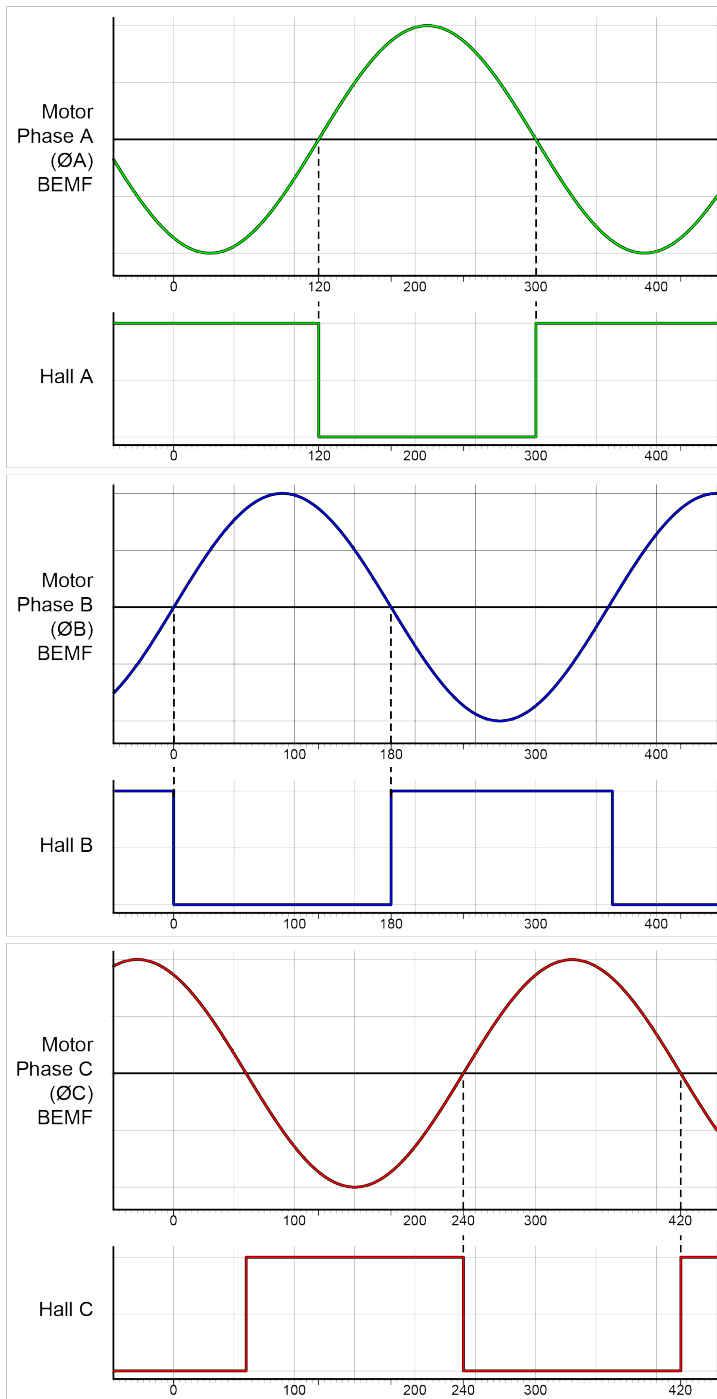 Motor
Phase A
(ØA)
BEMF
0 120 200 300 400
Hall A
0 120 200 300 400
Motor
Phase B
(ØB)
BEMF
0 100 180 300 400
Hall B
0 100 180 300 400
Motor
Phase C
(ØC)
BEMF
0 100 200 240 300 420
Hall C
0 100 200 240 300 420